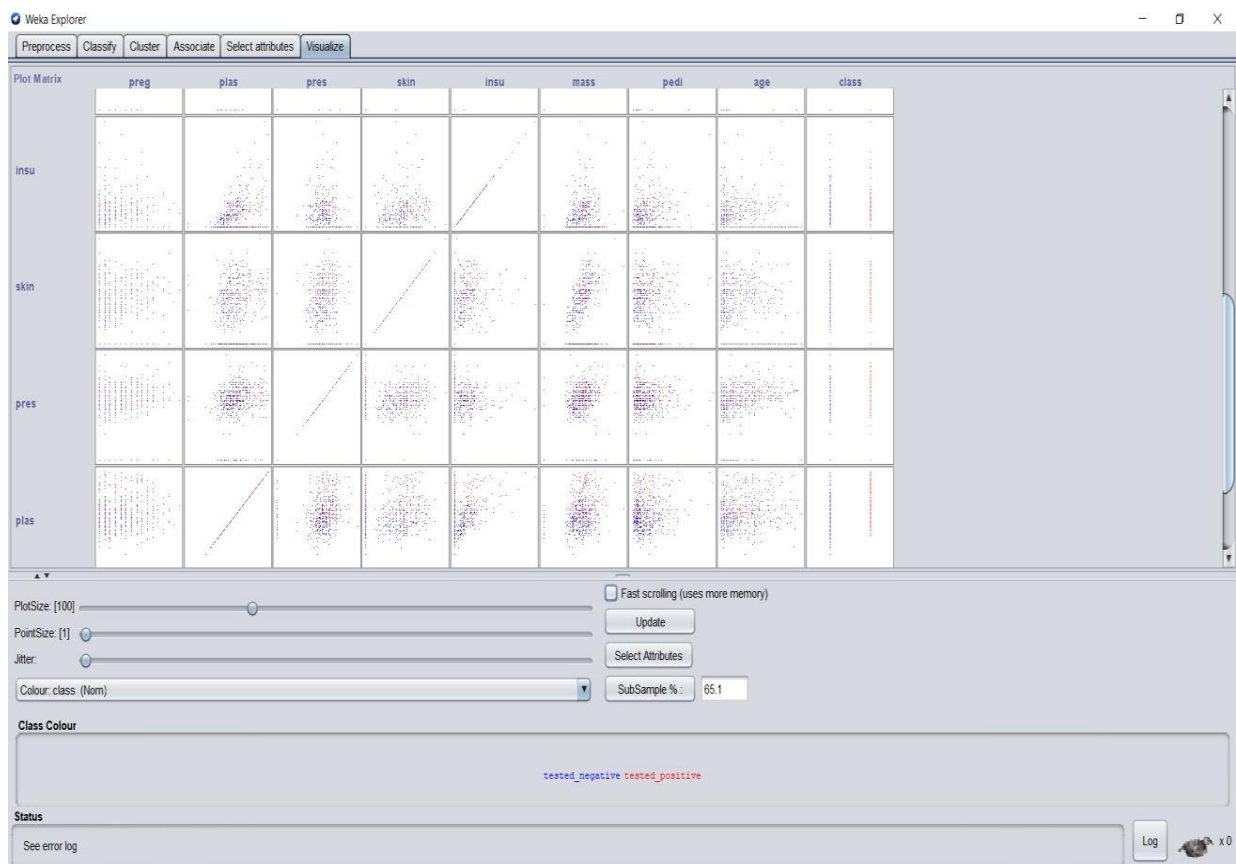 Weka Explorer
Preprocess Classify Cluster Associate Select attributes Visualize
Plot Matrix preg plas pres skin insu mass pedi age class
insu
skin
pres
plas
PlotSize: [100]
Fast scrolling (uses more memory)
Update
PointSize: [1]
Jitter:
Select Attributes
Colour: class (Nom)
SubSample % : 65.1
Class Colour
tested_negative tested_positive
Status
See error log
Log x 0